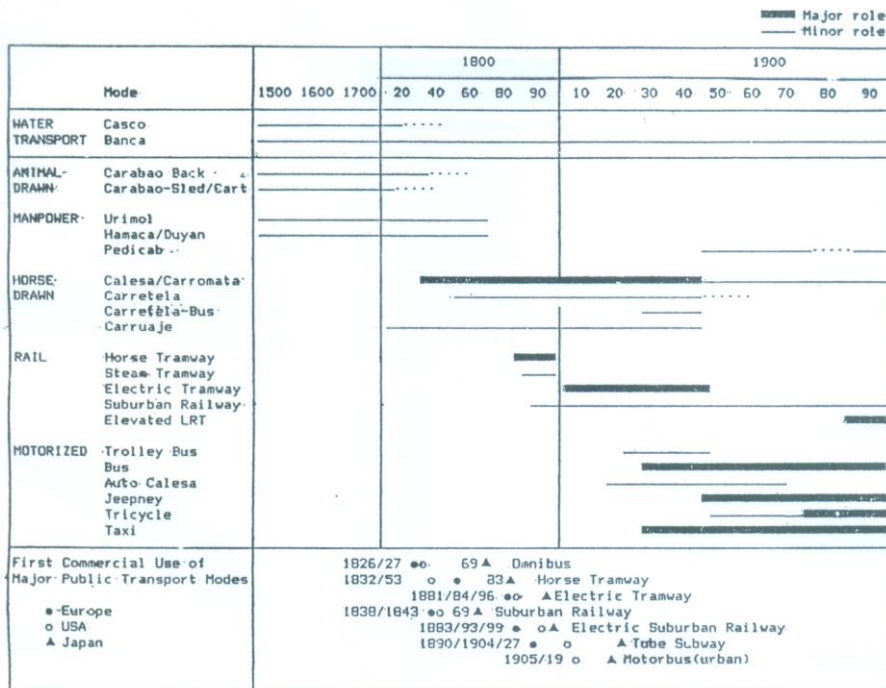 Major role
Minor role
1800 1900
Mode 1500 1600 1700 20 40 60 80 90 10 20 30 40 50 60 70 80 90
WATER Casco
TRANSPORT Banca
ANIMAL- Carabao Back
DRAWN Carabao-Sled/Cart
MANPOWER Urimol
Hamaca/Duyan
Pedicab
HORSE Calesa/Carromata
DRAWN Carretela
Carretela-Bus
Carruaje
RAIL Horse Tramway
Steam Tramway
Electric Tramway
Suburban Railway
Elevated LRT
MOTORIZED Trolley Bus
Bus
Auto Calesa
Jeepney
Tricycle
Taxi
First Commercial Use of 1826/27 ●○ 69▲ Omnibus
Major Public Transport Modes 1832/53 ○ ● 83▲ Horse Tramway
1881/84/96 ●○ ▲Electric Tramway
● Europe 1838/1843 ●○ 69▲ Suburban Railway
○ USA 1883/93/99 ● ○▲ Electric Suburban Railway
▲ Japan 1890/1904/27 ● ○ ▲ Tube Subway
1905/19 ○ ▲ Motorbus(urban)